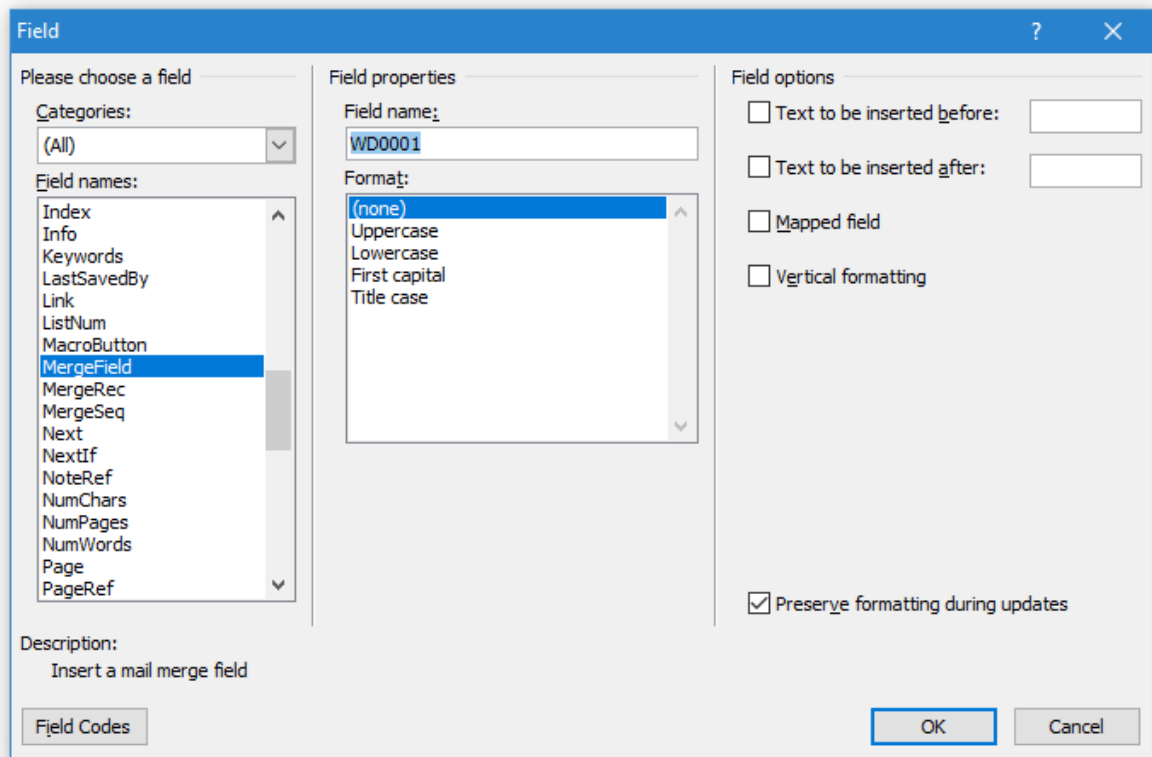 Field
Please choose a field
Categories:
(All)
Field names:
Index
Info
Keywords
LastSavedBy
Link
ListNum
MacroButton
MergeField
MergeRec
MergeSeq
Next
NextIf
NoteRef
NumChars
NumPages
NumWords
Page
PageRef
Description:
Insert a mail merge field
Field Codes
Field properties
Field name:
WD0001
Format:
(none)
Uppercase
Lowercase
First capital
Title case
Field options
Text to be inserted before:
Text to be inserted after:
Mapped field
Vertical formatting
Preserve formatting during updates
OK
Cancel